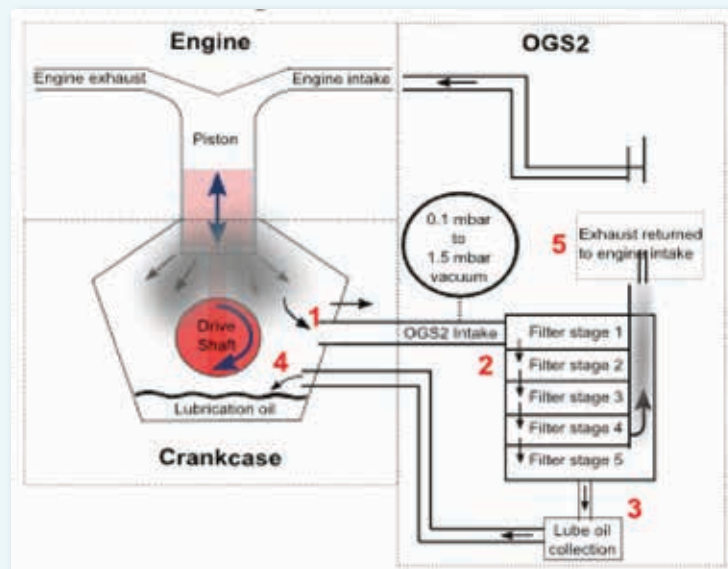 Engine
OGS2
Engine exhaust
Engine intake
Piston
0.1 mbar
to
1.5 mbar
vacuum
5
Exhaust returned
to engine intake
1
Drive
Shaft
OGS2 Intake
Filter stage 1
2
Filter stage 2
4
Filter stage 3
Lubrication oil
Filter stage 4
Crankcase
Filter stage 5
3
Lube oil
collection